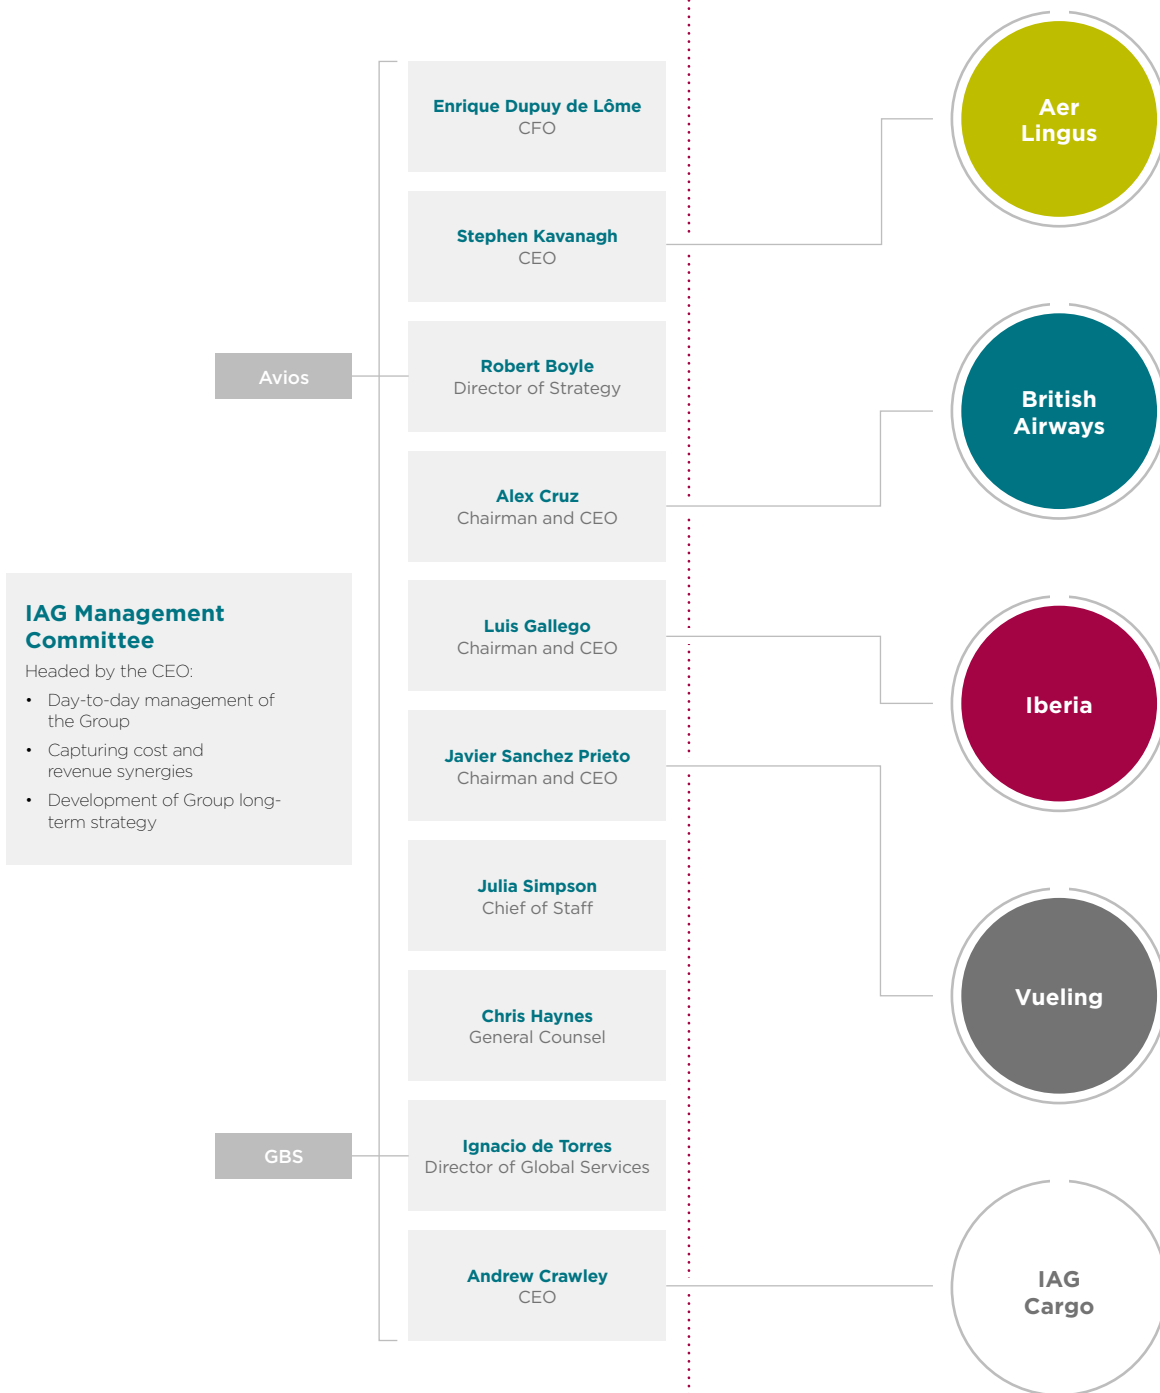 Enrique Dupuy de Lôme
CFO
Stephen Kavanagh
CEO
Robert Boyle
Director of Strategy
Alex Cruz
Chairman and CEO
Luis Gallego
Chairman and CEO
Javier Sanchez Prieto
Chairman and CEO
Julia Simpson
Chief of Staff
Chris Haynes
General Counsel
Ignacio de Torres
Director of Global Services
Andrew Crawley
CEO
Avios
IAG Management
Committee
Headed by the CEO:
• Day-to-day management of
the Group
• Capturing cost and
revenue synergies
• Development of Group long-
term strategy
GBS
Aer
Lingus
British
Airways
Iberia
Vueling
IAG
Cargo